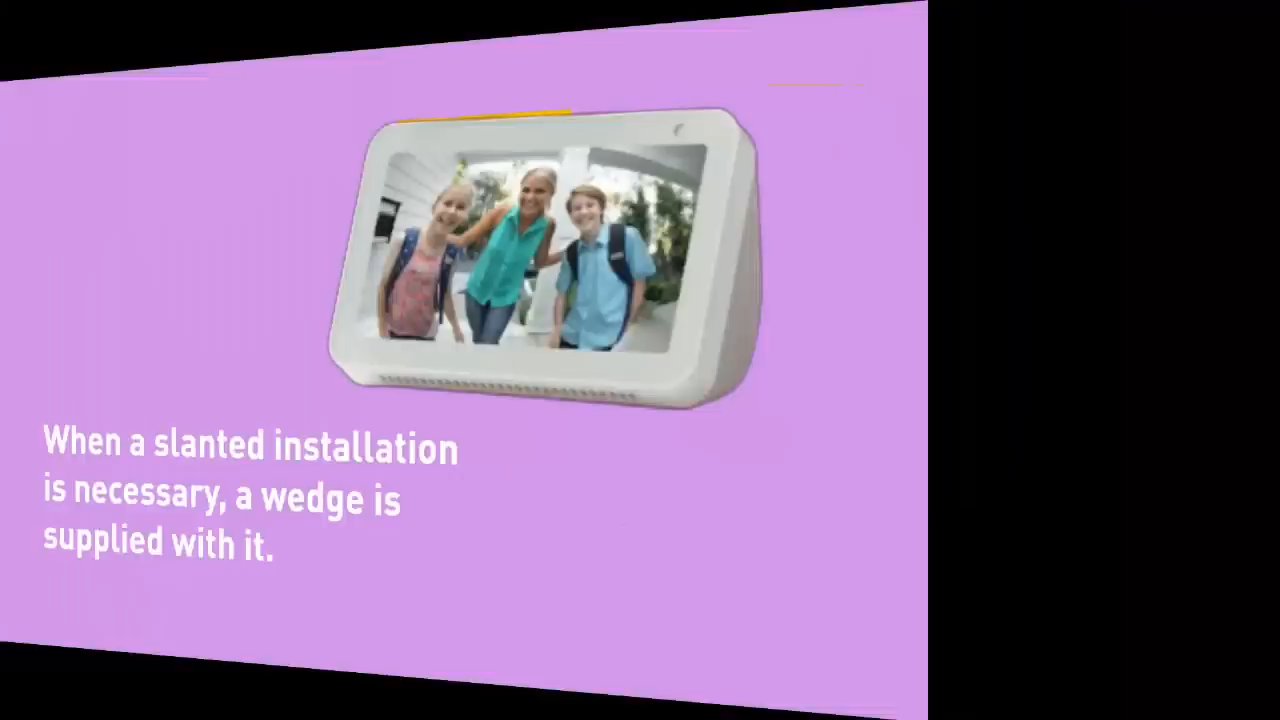 When a slanted installation
is necessary, a wedge is
supplied with it.